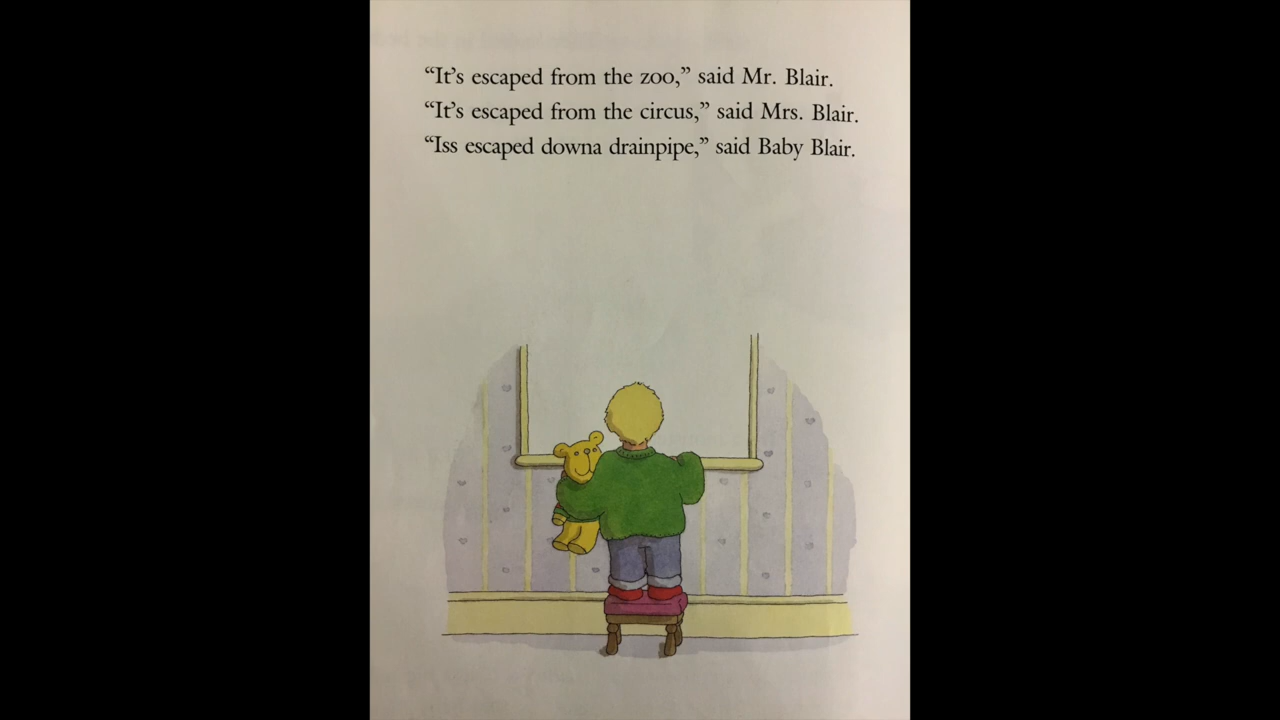 “It’s escaped from the zoo,” said Mr. Blair.
“It’s escaped from the circus,” said Mrs. Blair.
“Iss escaped downa drainpipe,” said Baby Blair.